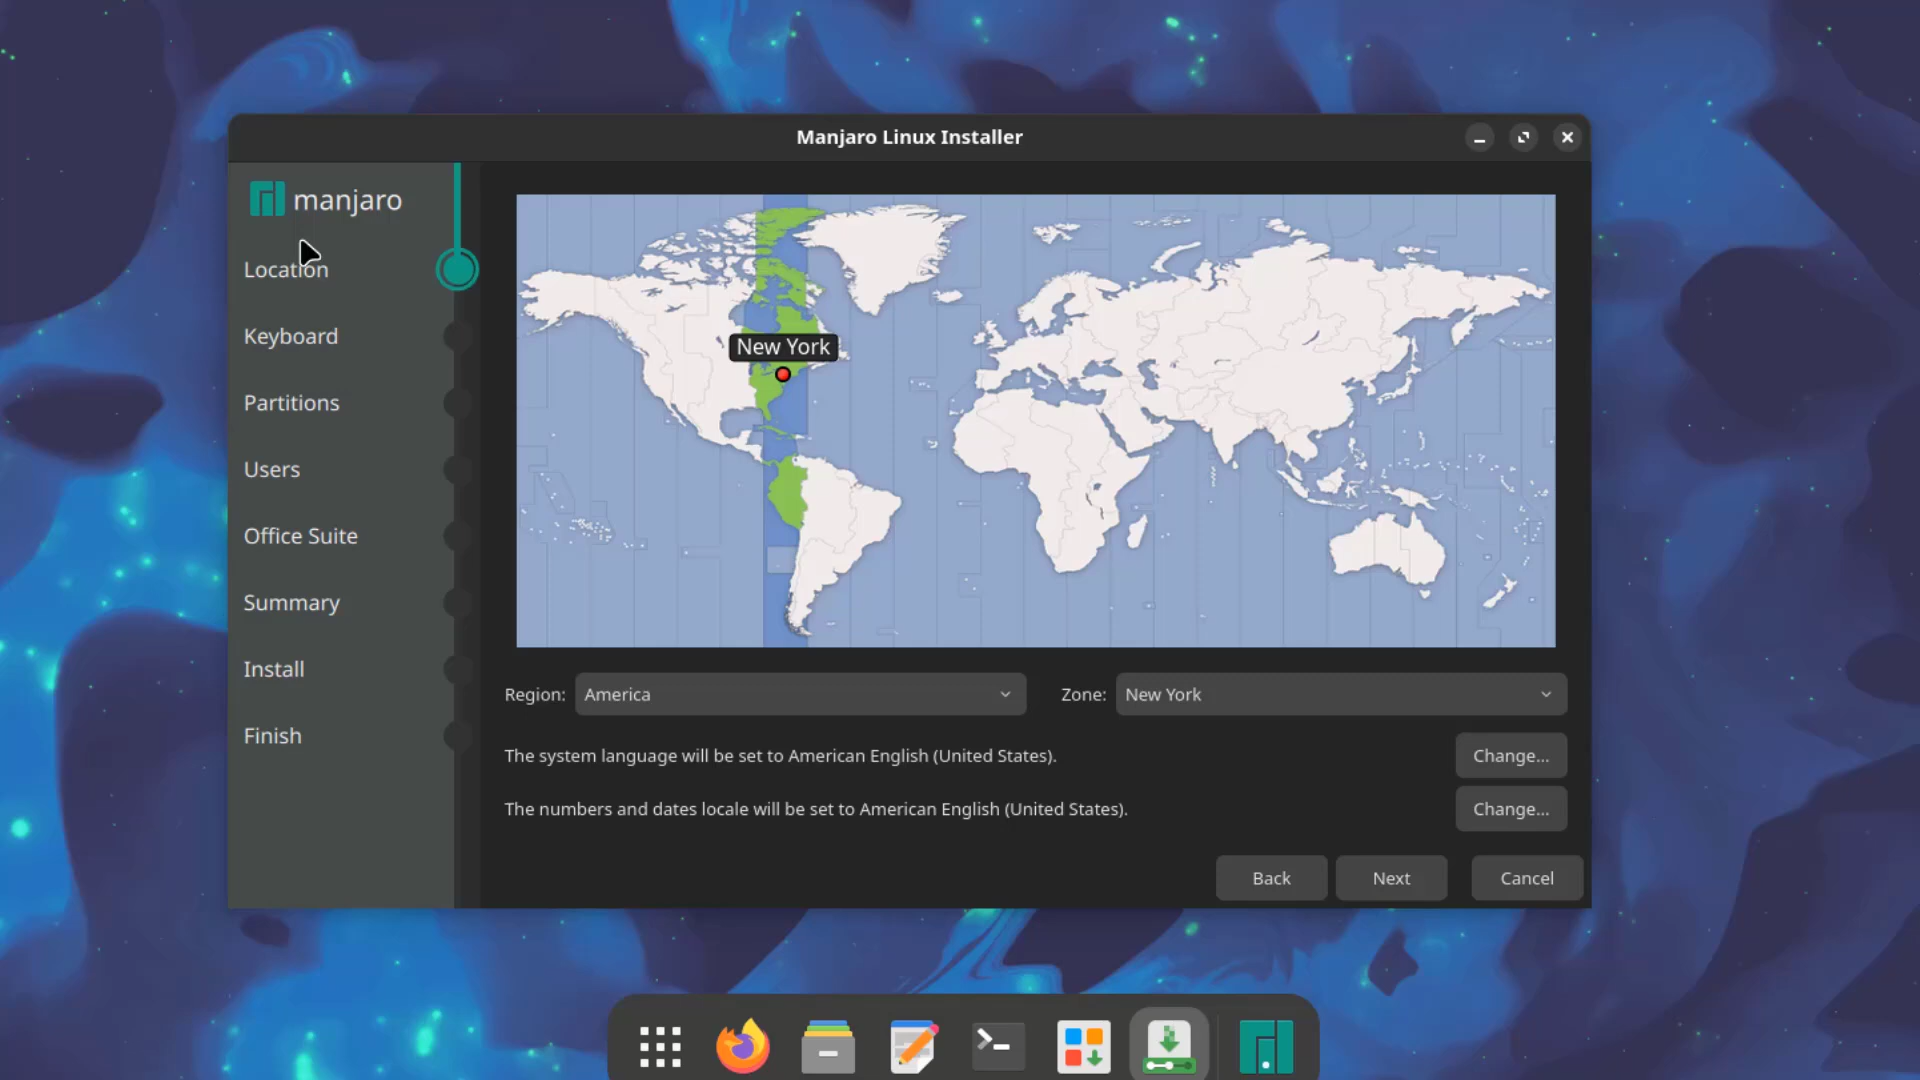 Manjaro Linux Installer
manjaro
Location
Keyboard
Partitions
Users
Office Suite
Summary
Install
Finish
New York
Region: America Zone: New York
The system language will be set to American English (United States). Change...
The numbers and dates locale will be set to American English (United States). Change...
Back Next Cancel